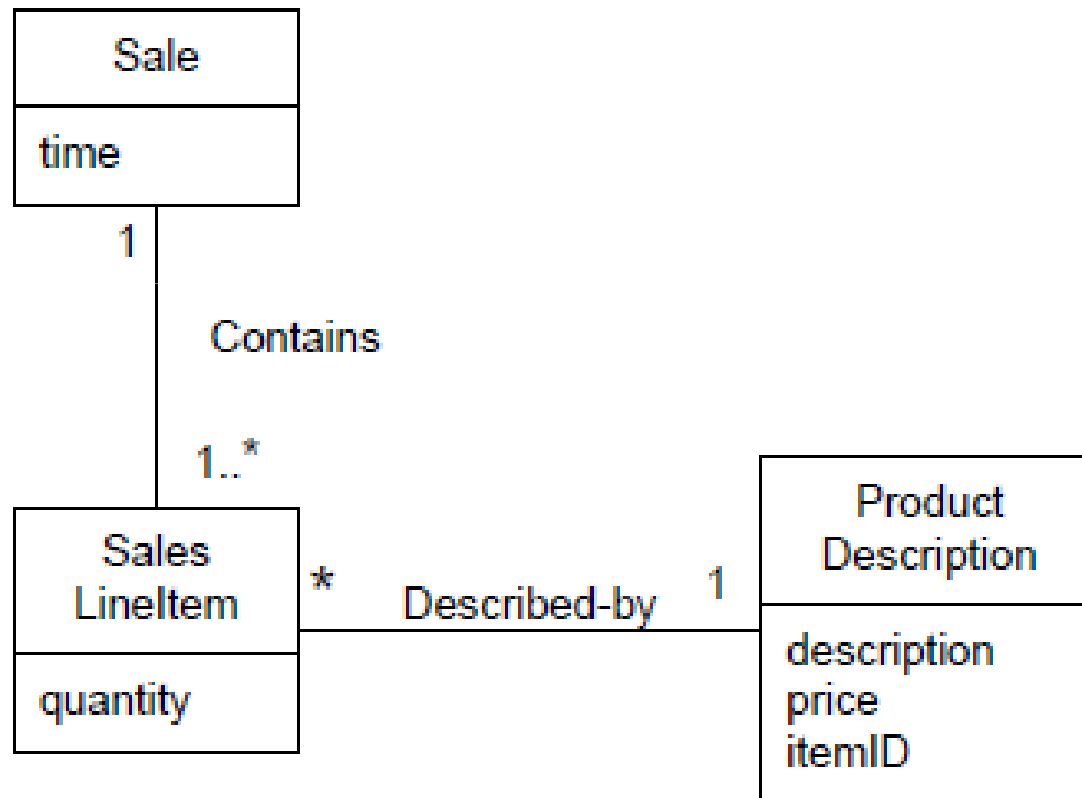 Sale
time
1
Contains
1..*
Sales
LineItem
quantity
*
Described-by
1
Product
Description
description
price
itemID